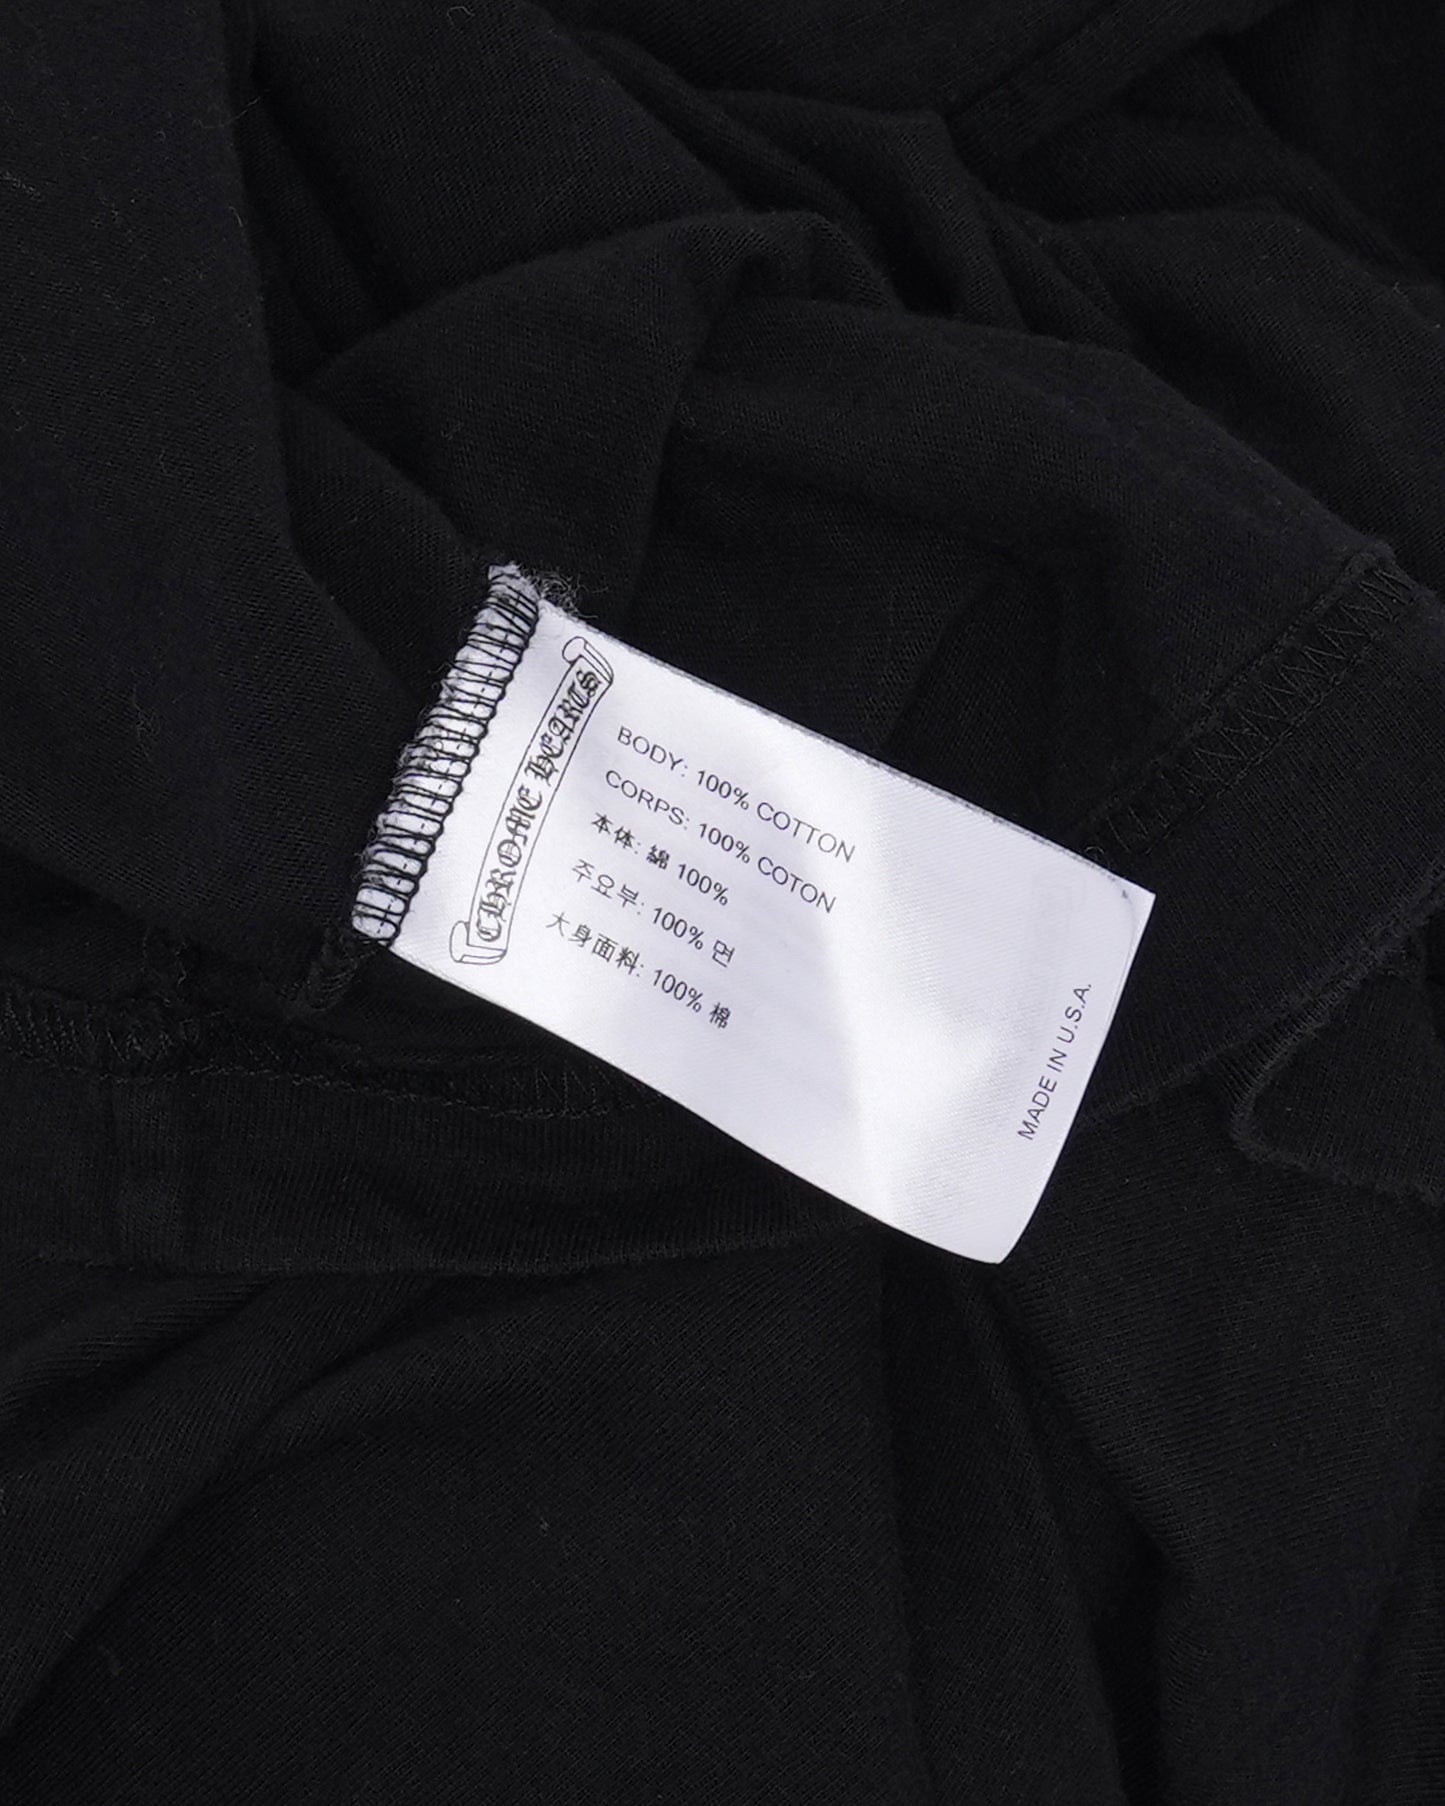 CHROME HEARTS
BODY: 100% COTTON
CORPS: 100% COTON
本体: 綿 100%
주요부: 100% 면
大身面料: 100% 棉
MADE IN U.S.A.